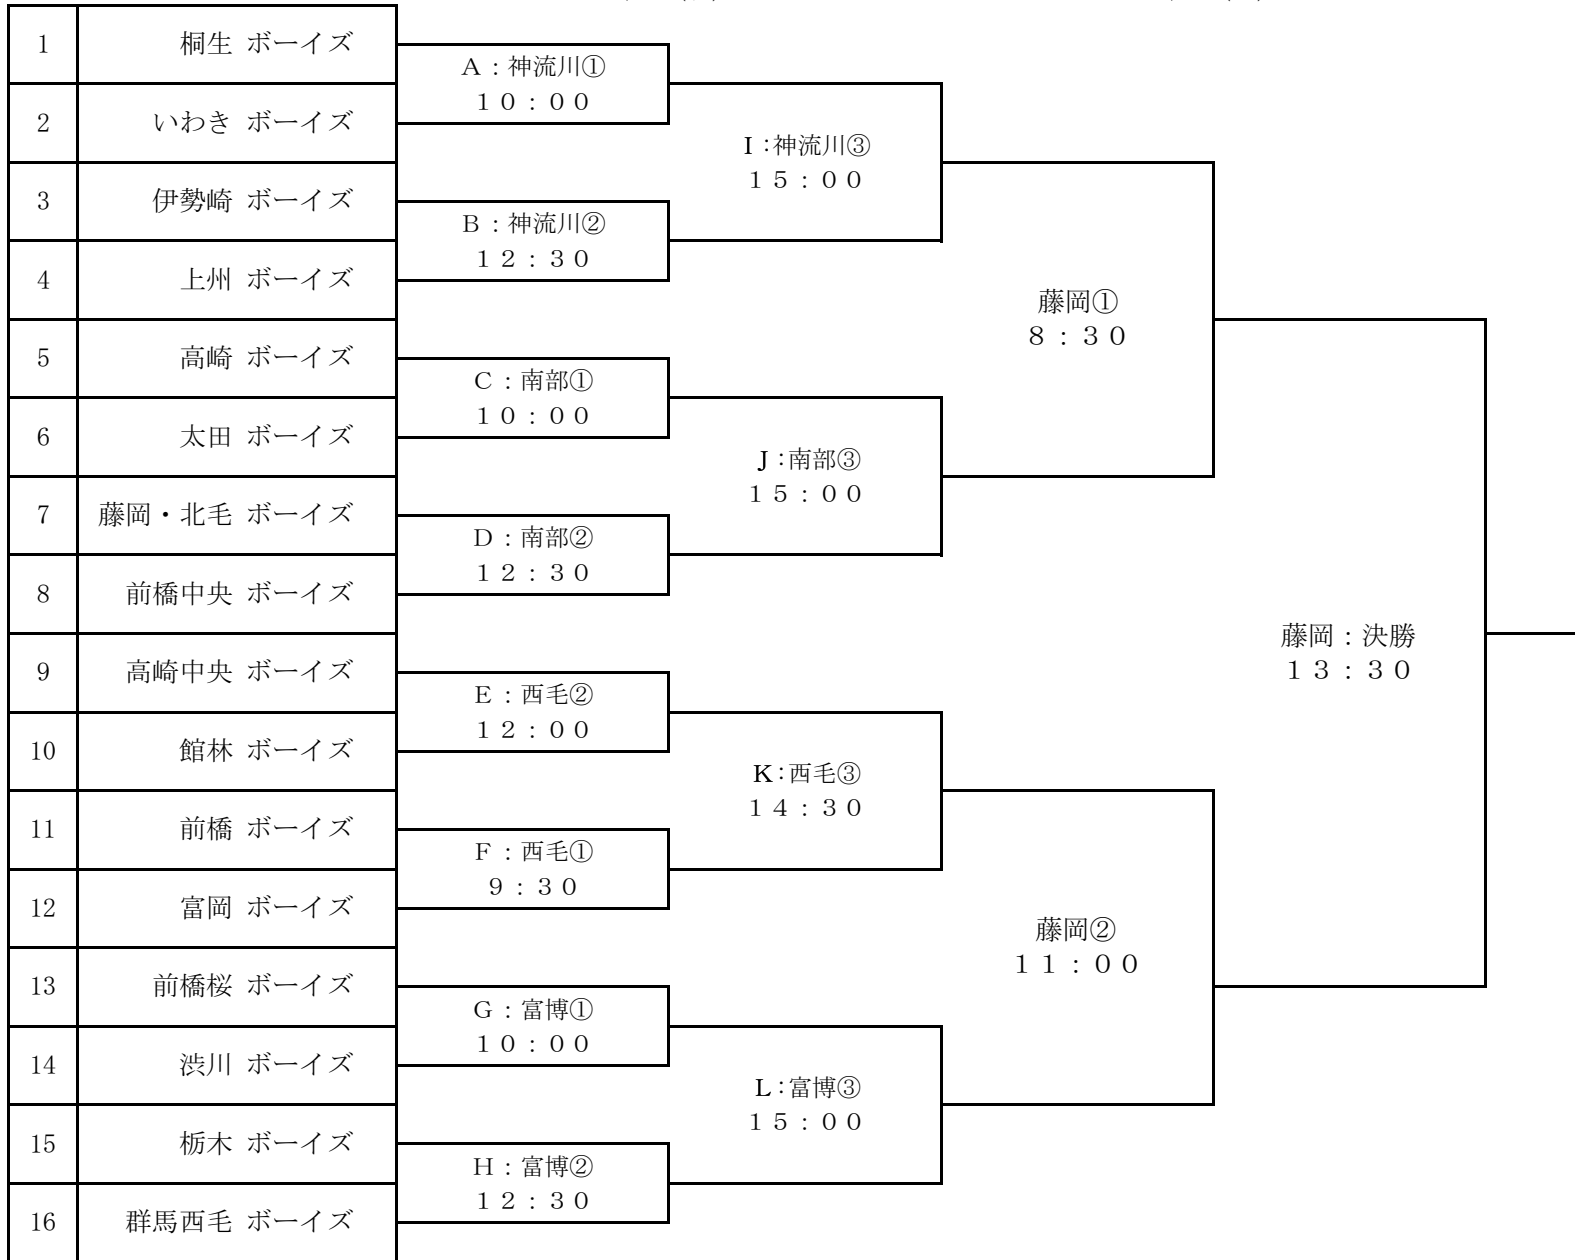 1 桐生 ボーイズ
2 いわき ボーイズ
3 伊勢崎 ボーイズ
4 上州 ボーイズ
5 高崎 ボーイズ
6 太田 ボーイズ
7 藤岡・北毛 ボーイズ
8 前橋中央 ボーイズ
9 高崎中央 ボーイズ
10 館林 ボーイズ
11 前橋 ボーイズ
12 富岡 ボーイズ
13 前橋桜 ボーイズ
14 渋川 ボーイズ
15 栃木 ボーイズ
16 群馬西毛 ボーイズ
A：神流川①
10：00
B：神流川②
12：30
C：南部①
10：00
D：南部②
12：30
E：西毛②
12：00
F：西毛①
9：30
G：富博①
10：00
H：富博②
12：30
I：神流川③
15：00
J：南部③
15：00
K：西毛③
14：30
L：富博③
15：00
藤岡①
8：30
藤岡②
11：00
藤岡：決勝
13：30